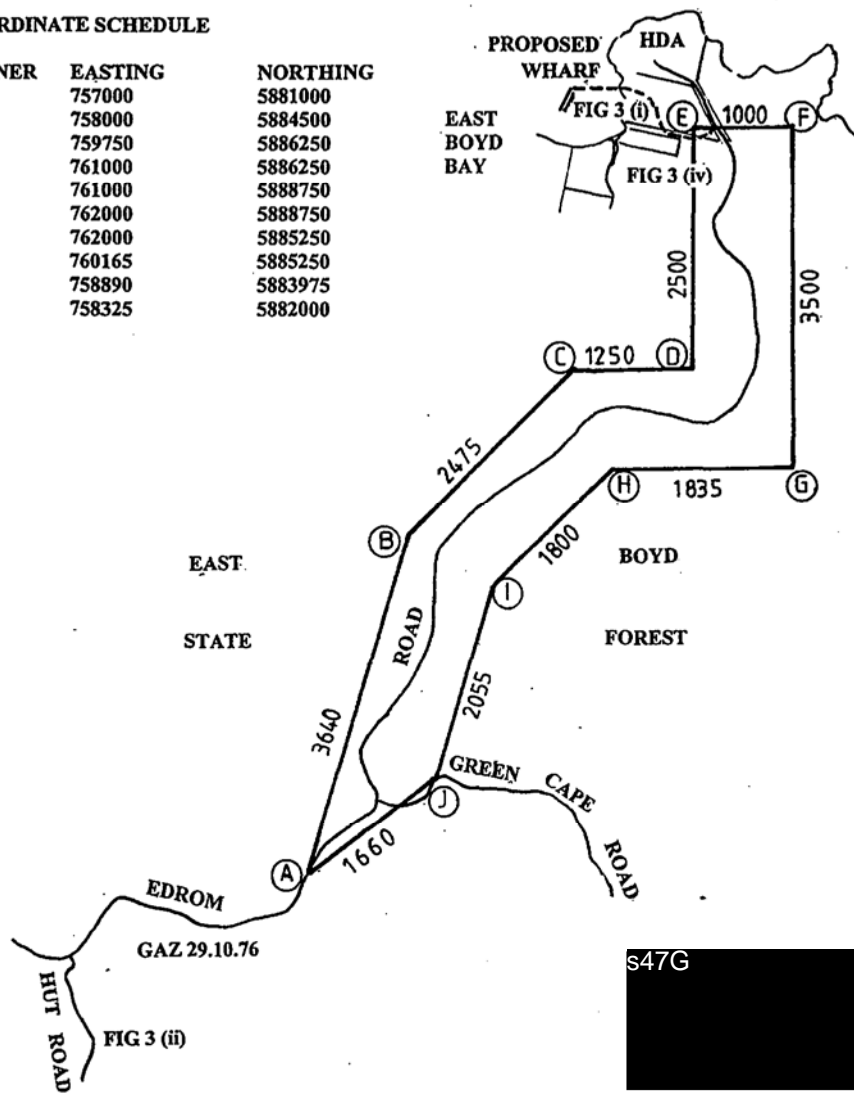 RDINATE SCHEDULE
NER EASTING NORTHING
757000 5881000
758000 5884500
759750 5886250
761000 5886250
761000 5888750
762000 5888750
762000 5885250
760165 5885250
758890 5883975
758325 5882000
PROPOSED WHARF
HDA
EAST BOYD BAY
FIG 3 (i)
E
1000
F
FIG 3 (iv)
2500
3500
C
1250
D
2475
H
1835
G
B
1800
EAST
BOYD
I
STATE
ROAD
FOREST
2055
3640
GREEN CAPE ROAD
J
1660
A
EDROM
GAZ 29.10.76
s47G
HUT ROAD
FIG 3 (ii)